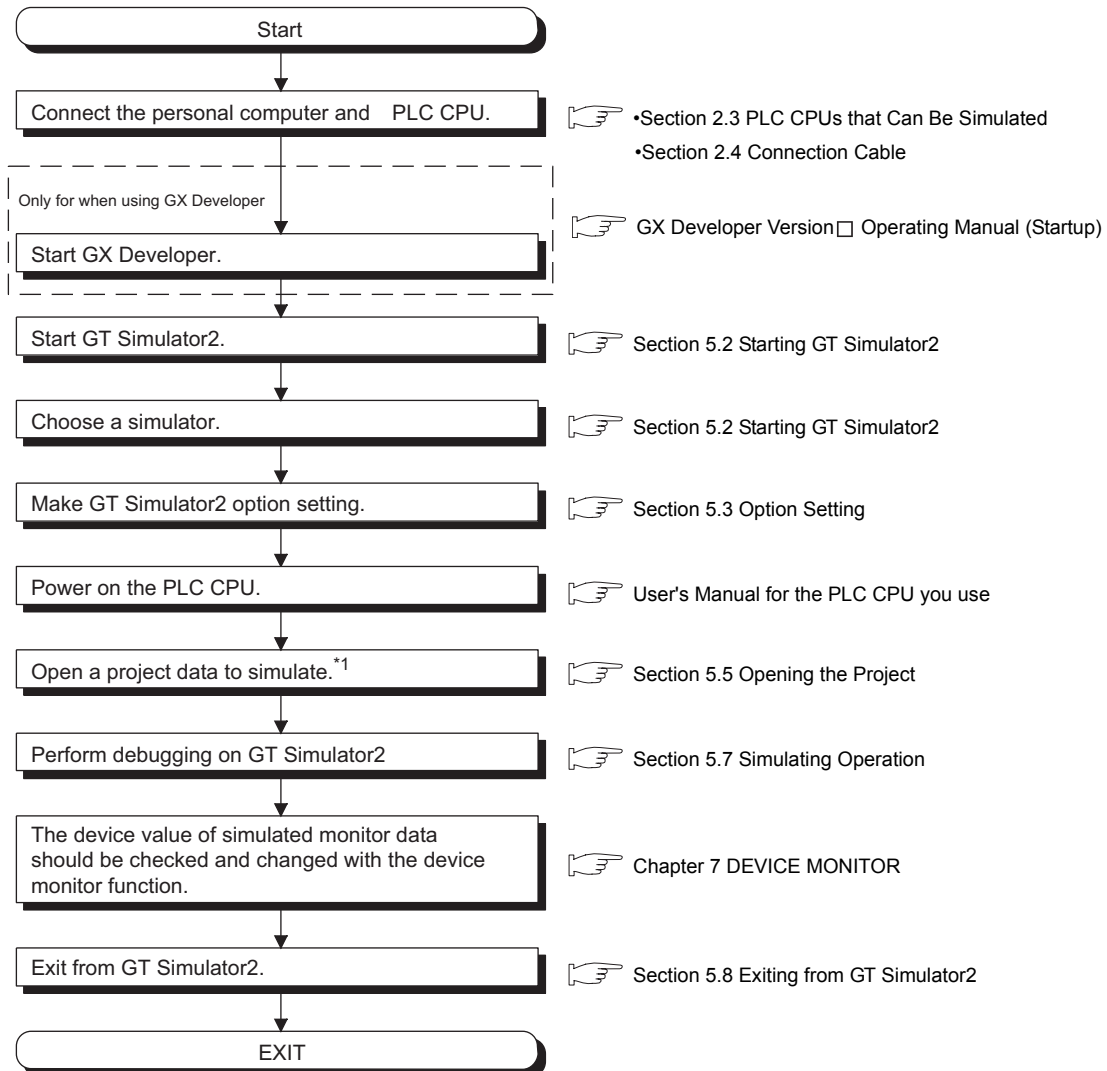 Start
Connect the personal computer and PLC CPU.
•Section 2.3 PLC CPUs that Can Be Simulated
•Section 2.4 Connection Cable
Only for when using GX Developer
Start GX Developer.
GX Developer Version□ Operating Manual (Startup)
Start GT Simulator2.
Section 5.2 Starting GT Simulator2
Choose a simulator.
Section 5.2 Starting GT Simulator2
Make GT Simulator2 option setting.
Section 5.3 Option Setting
Power on the PLC CPU.
User's Manual for the PLC CPU you use
Open a project data to simulate.*1
Section 5.5 Opening the Project
Perform debugging on GT Simulator2
Section 5.7 Simulating Operation
The device value of simulated monitor data
should be checked and changed with the device
monitor function.
Chapter 7 DEVICE MONITOR
Exit from GT Simulator2.
Section 5.8 Exiting from GT Simulator2
EXIT